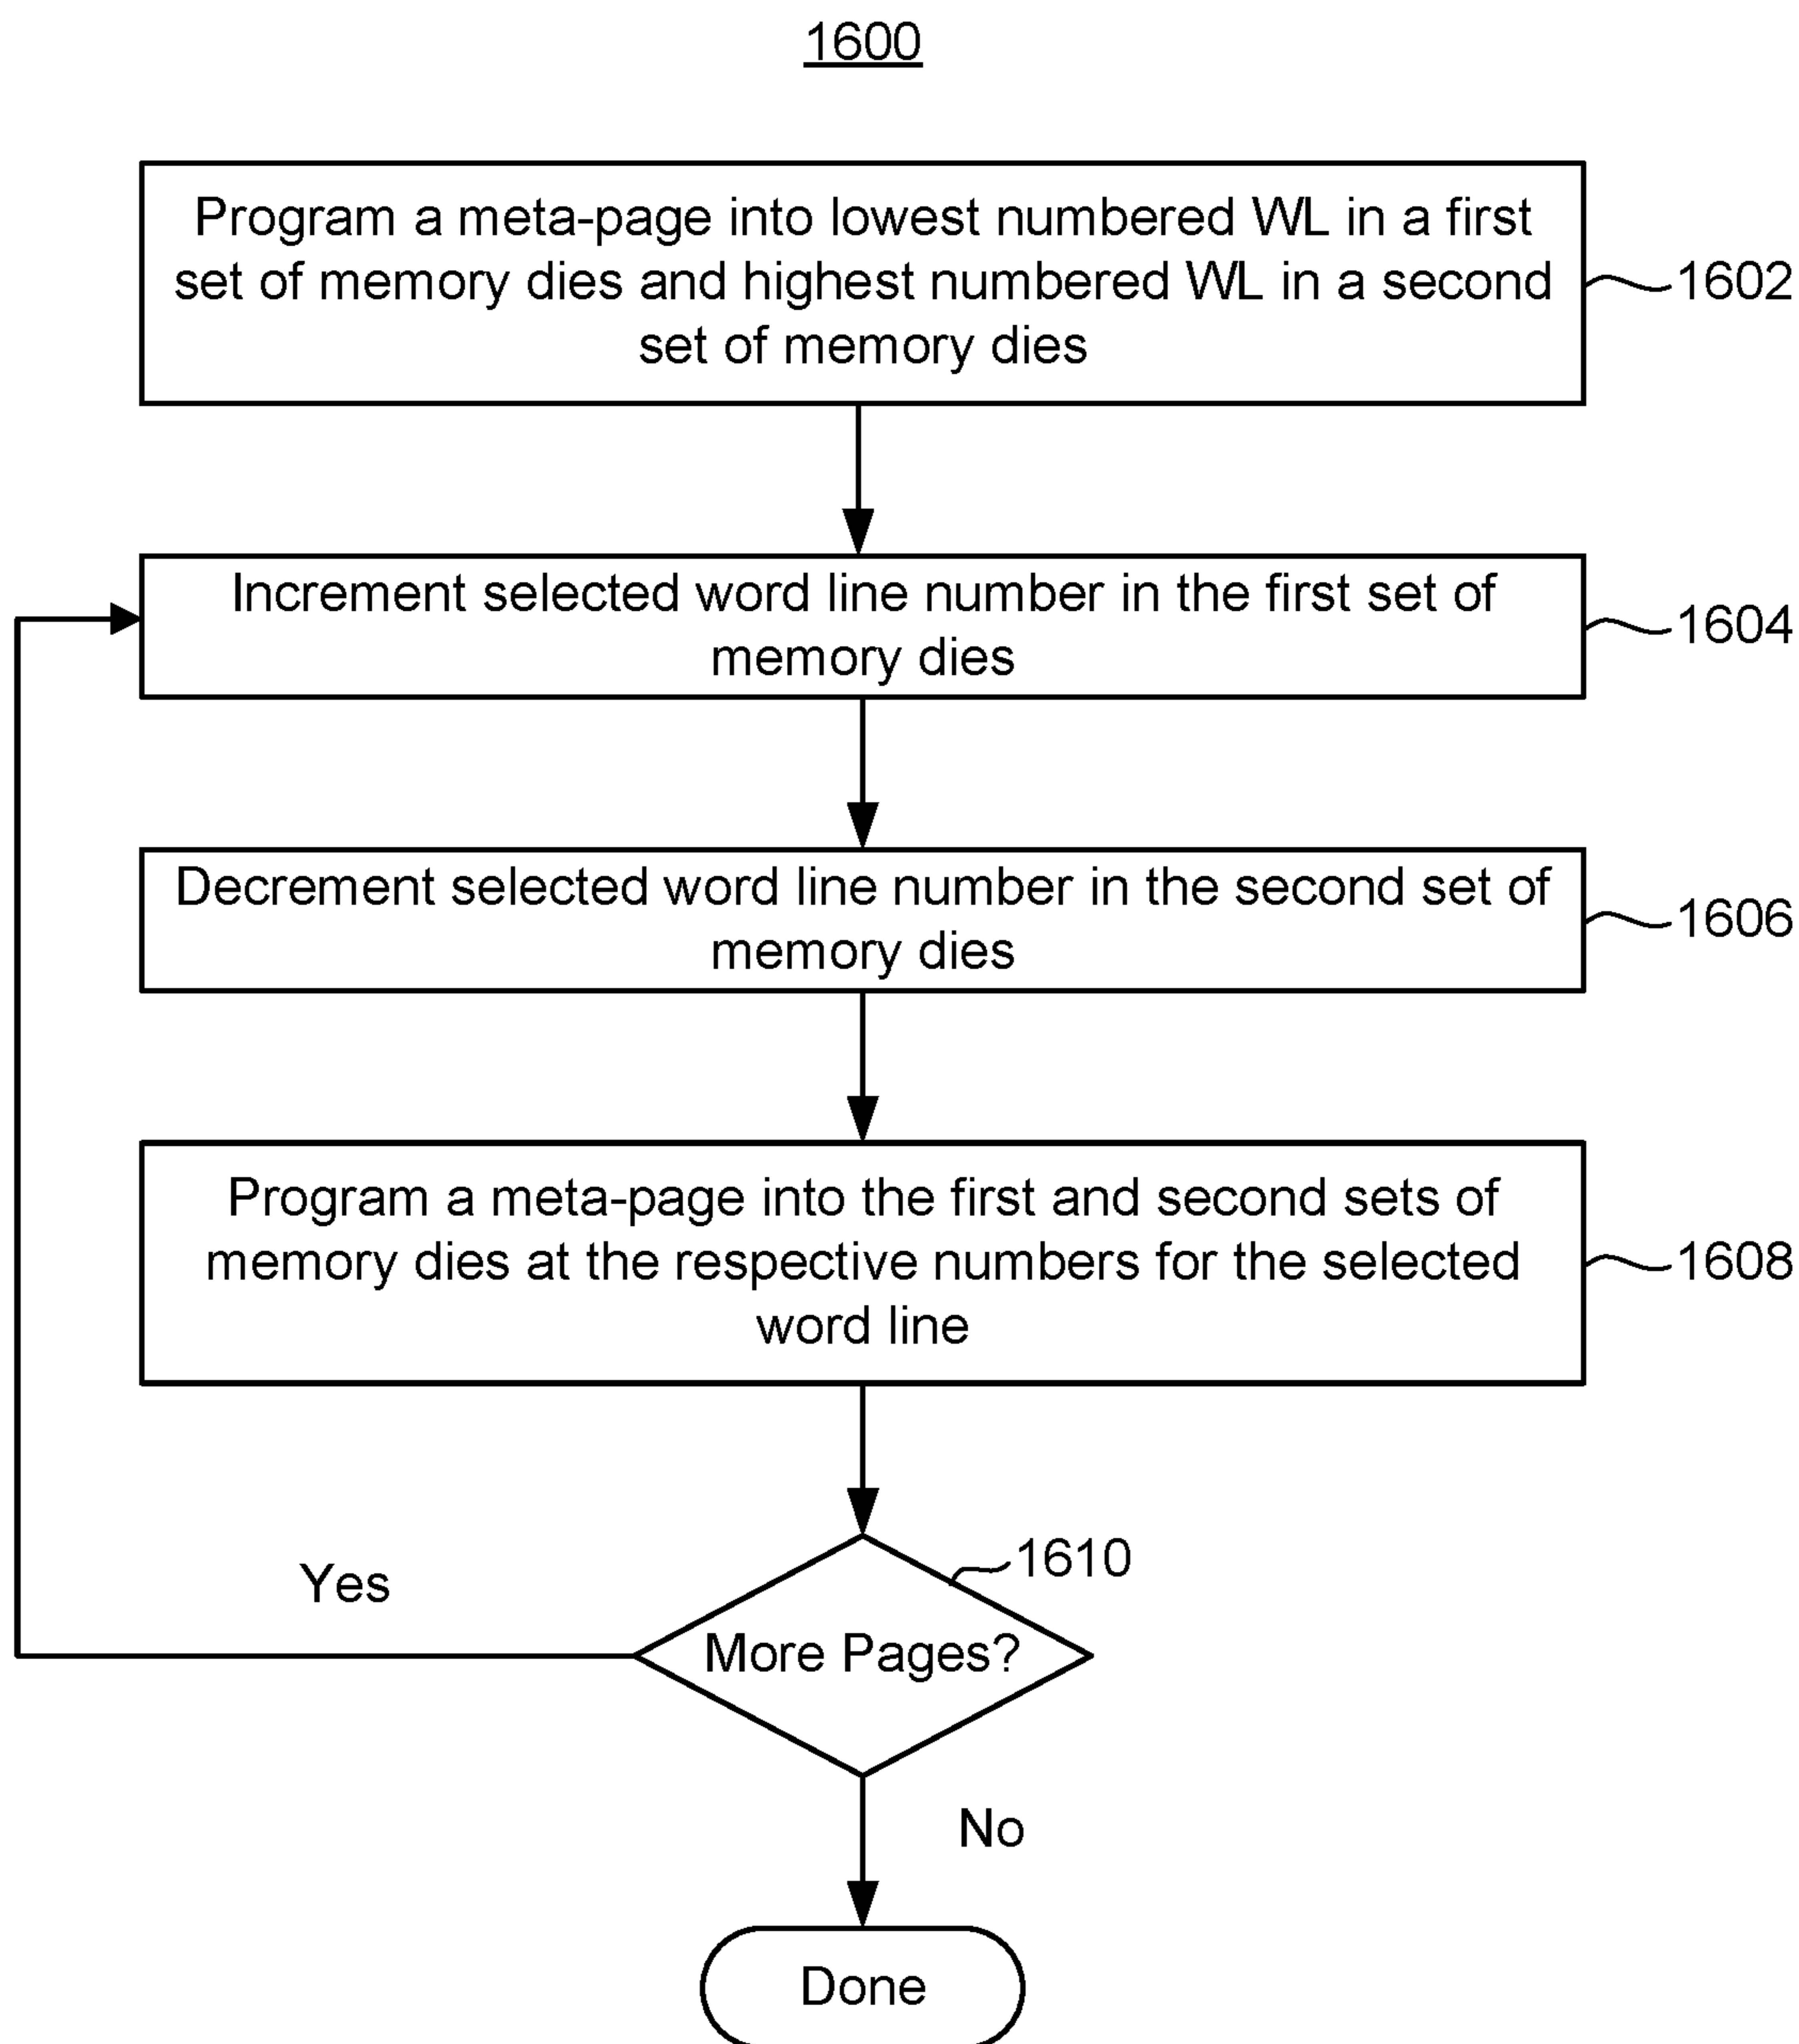 1600
Program a meta-page into lowest numbered WL in a first
set of memory dies and highest numbered WL in a second
set of memory dies
1602
Increment selected word line number in the first set of
memory dies
1604
Decrement selected word line number in the second set of
memory dies
1606
Program a meta-page into the first and second sets of
memory dies at the respective numbers for the selected
word line
1608
1610
Yes
More Pages?
No
Done